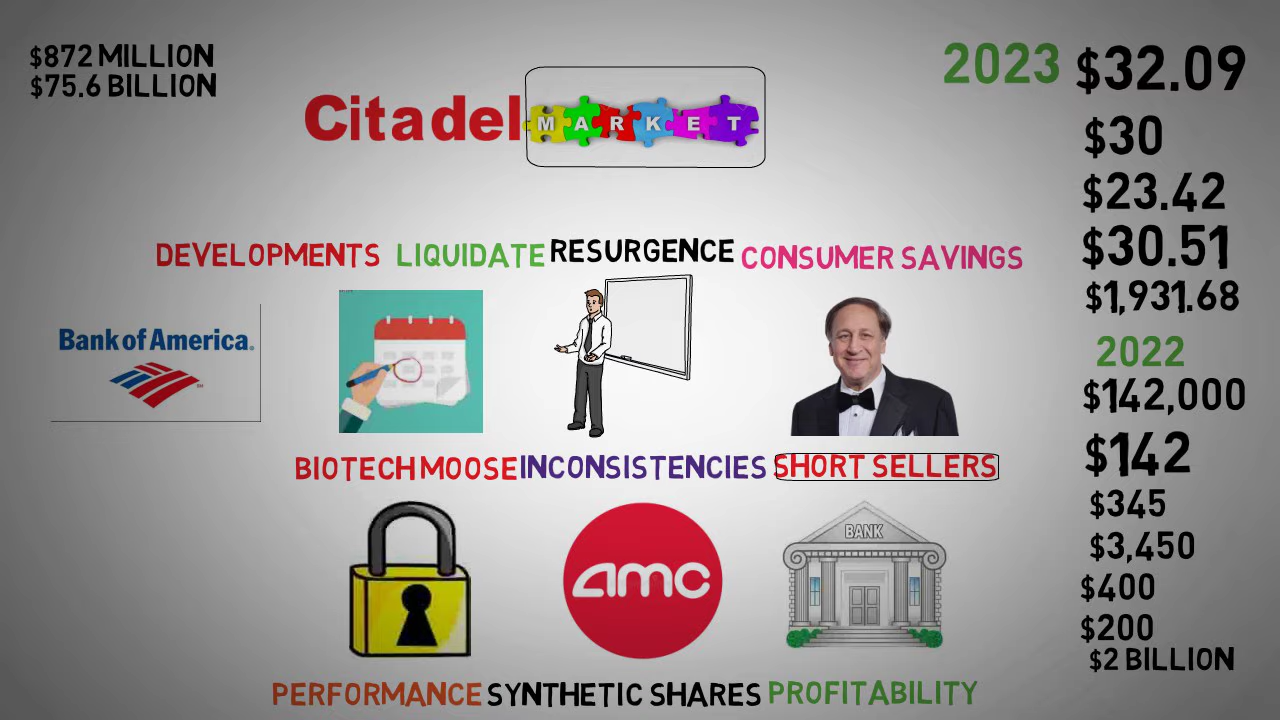 $872 MILLION
$75.6 BILLION
Citadel
MARKET
2023 $32.09
$30
$23.42
$30.51
$1,931.68
2022
$142,000
$142
$345
$3,450
$400
$200
$2 BILLION
DEVELOPMENTS LIQUIDATE RESURGENCE CONSUMER SAVINGS
Bank of America.
BIOTECH MOOSE INCONSISTENCIES SHORT SELLERS
amc
BANK
PERFORMANCE SYNTHETIC SHARES PROFITABILITY